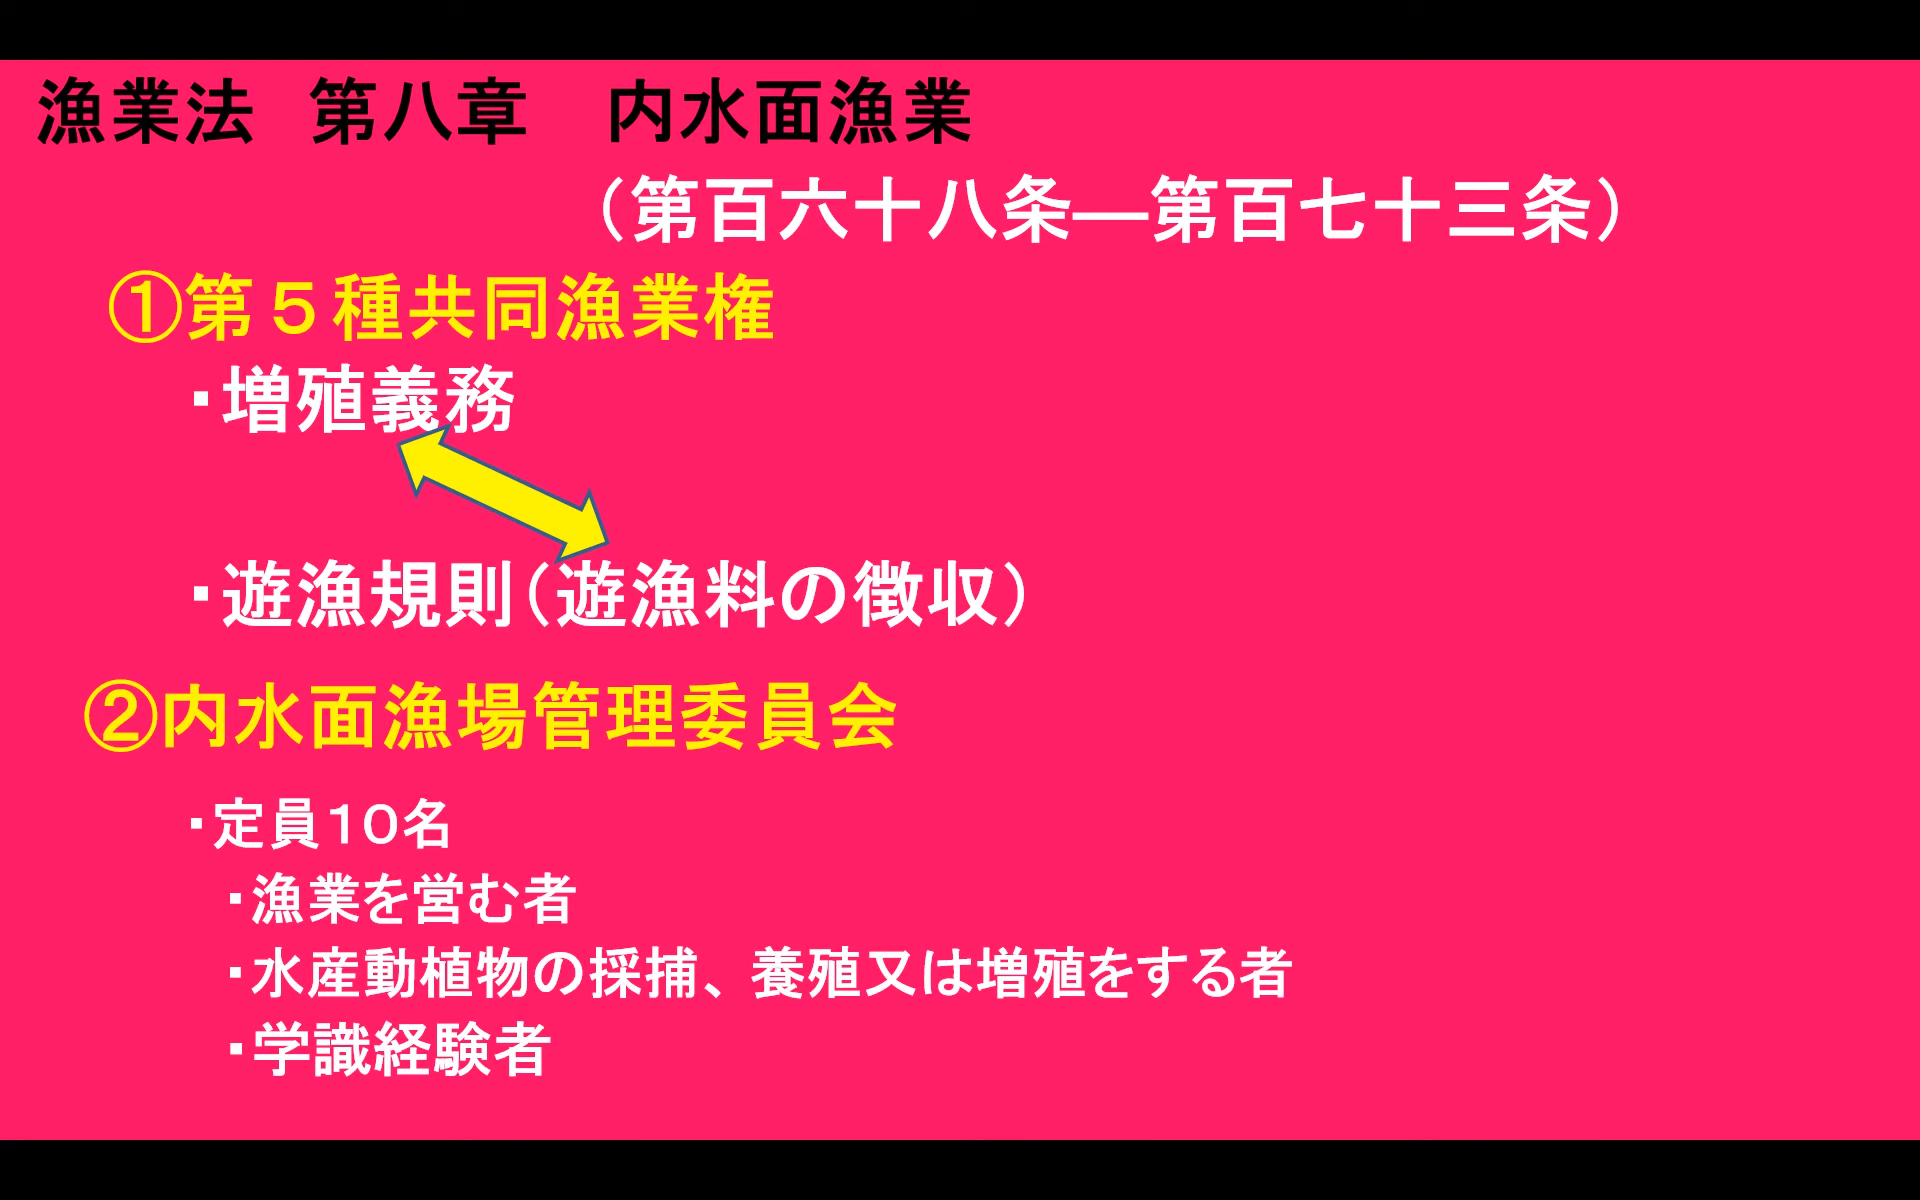 漁業法　第八章　内水面漁業
（第百六十八条―第百七十三条）
①第５種共同漁業権
・増殖義務
・遊漁規則（遊漁料の徴収）
②内水面漁場管理委員会
・定員１０名
・漁業を営む者
・水産動植物の採捕、養殖又は増殖をする者
・学識経験者